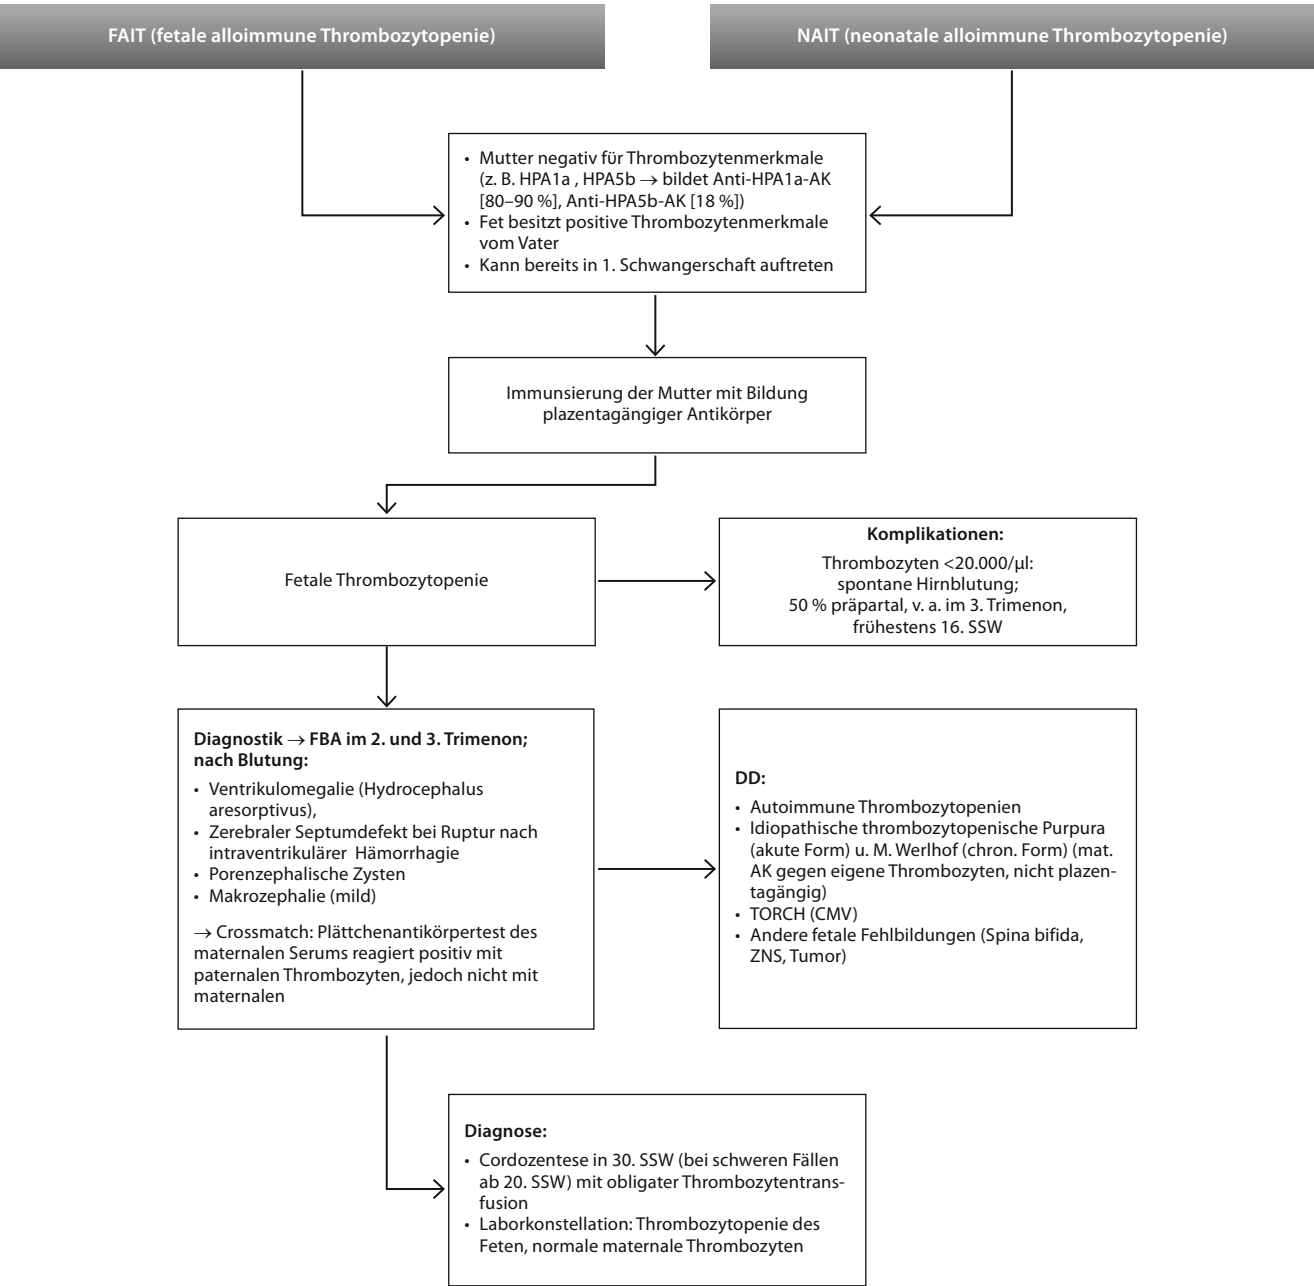 FAIT (fetale alloimmune Thrombozytopenie)
NAIT (neonatale alloimmune Thrombozytopenie)
• Mutter negativ für Thrombozytenmerkmale
(z. B. HPA1a , HPA5b → bildet Anti-HPA1a-AK
[80–90 %], Anti-HPA5b-AK [18 %])
• Fet besitzt positive Thrombozytenmerkmale
vom Vater
• Kann bereits in 1. Schwangerschaft auftreten
Immunsierung der Mutter mit Bildung
plazentagängiger Antikörper
Fetale Thrombozytopenie
Komplikationen:
Thrombozyten <20.000/µl:
spontane Hirnblutung;
50 % präpartal, v. a. im 3. Trimenon,
frühestens 16. SSW
Diagnostik → FBA im 2. und 3. Trimenon;
nach Blutung:
• Ventrikulomegalie (Hydrocephalus
aresorptivus),
• Zerebraler Septumdefekt bei Ruptur nach
intraventrikulärer Hämorrhagie
• Porenzephalische Zysten
• Makrozephalie (mild)
→ Crossmatch: Plättchenantikörpertest des
maternalen Serums reagiert positiv mit
paternalen Thrombozyten, jedoch nicht mit
maternalen
DD:
• Autoimmune Thrombozytopenien
• Idiopathische thrombozytopenische Purpura
(akute Form) u. M. Werlhof (chron. Form) (mat.
AK gegen eigene Thrombozyten, nicht plazen-
tagängig)
• TORCH (CMV)
• Andere fetale Fehlbildungen (Spina bifida,
ZNS, Tumor)
Diagnose:
• Cordozentese in 30. SSW (bei schweren Fällen
ab 20. SSW) mit obligater Thrombozytentrans-
fusion
• Laborkonstellation: Thrombozytopenie des
Feten, normale maternale Thrombozyten